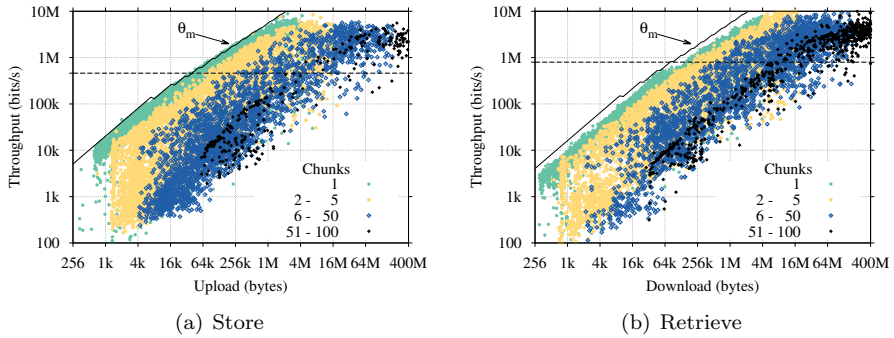 10M
1M
100k
10k
1k
100
Throughput (bits/s)
θm
Chunks
1
2 - 5
6 - 50
51 - 100
256 1k 4k 16k 64k 256k 1M 4M 16M 64M 400M
Upload (bytes)
(a) Store
10M
1M
100k
10k
1k
100
Throughput (bits/s)
θm
Chunks
1
2 - 5
6 - 50
51 - 100
256 1k 4k 16k 64k 256k 1M 4M 16M 64M 400M
Download (bytes)
(b) Retrieve